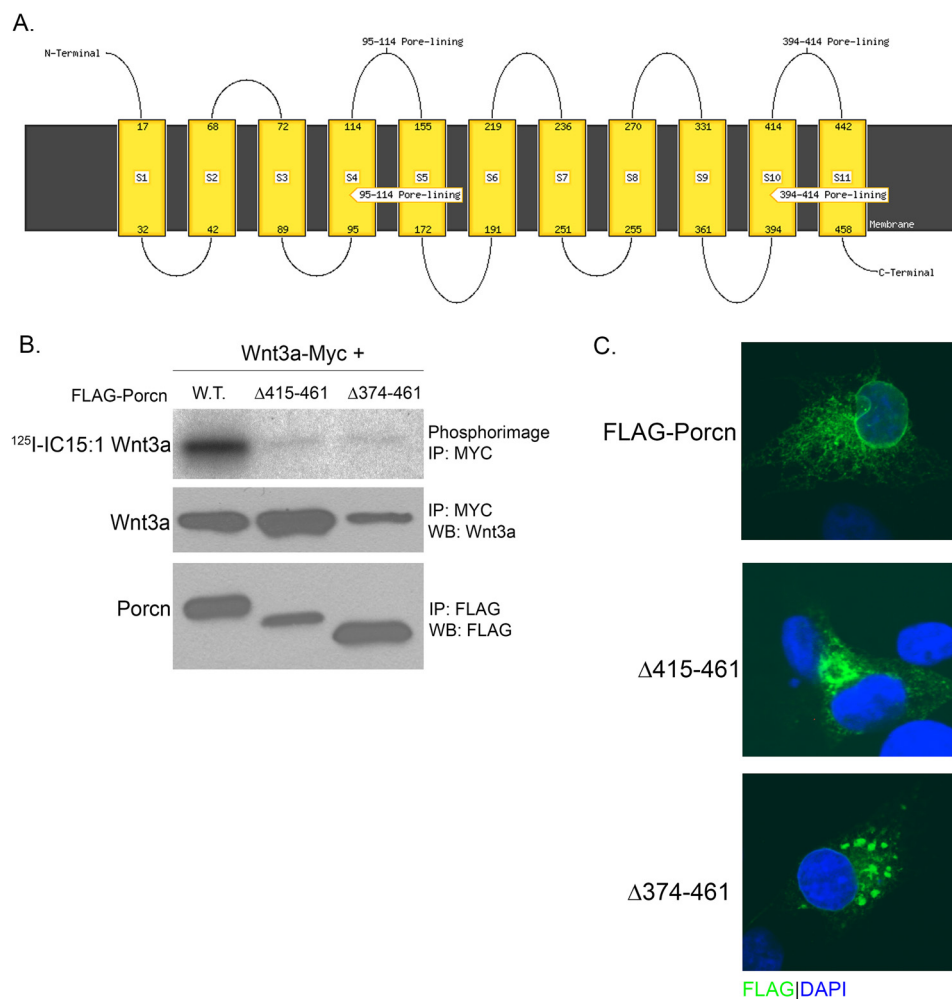 A.
N-Terminal
95-114 Pore-lining
394-414 Pore-lining
17 68 72 114 155 219 236 270 331 414 442
S1 S2 S3 S4 S5 S6 S7 S8 S9 S10 S11
95-114 Pore-lining
394-414 Pore-lining
32 42 89 95 172 191 251 255 361 394 458
Membrane
C-Terminal
B.
Wnt3a-Myc +
FLAG-Porcn W.T. Δ415-461 Δ374-461
¹²⁵I-IC15:1 Wnt3a
Phosphorimage
IP: MYC
Wnt3a
IP: MYC
WB: Wnt3a
Porcn
IP: FLAG
WB: FLAG
C.
FLAG-Porcn
Δ415-461
Δ374-461
FLAG|DAPI